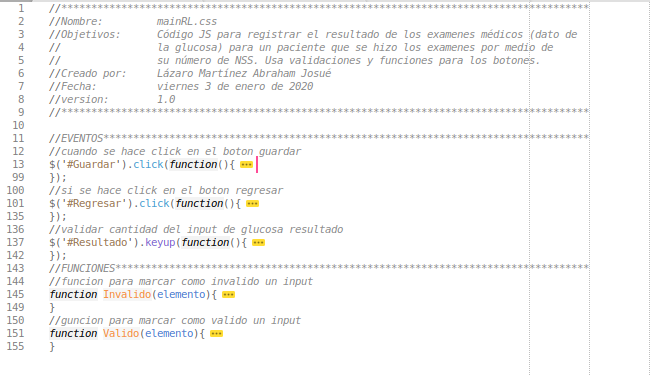 1 //****************************************************************************************
2 //Nombre: mainRL.css
3 //Objetivos: Código JS para registrar el resultado de los examenes médicos (dato de
4 // la glucosa) para un paciente que se hizo los examenes por medio de
5 // su número de NSS. Usa validaciones y funciones para los botones.
6 //Creado por: Lázaro Martínez Abraham Josué
7 //Fecha: viernes 3 de enero de 2020
8 //version: 1.0
9 //****************************************************************************************
10
11 //EVENTOS*********************************************************************************
12 //cuando se hace click en el boton guardar
13 $('#Guardar').click(function(){
99 });
100 //si se hace click en el boton regresar
101 $('#Regresar').click(function(){
135 });
136 //validar cantidad del input de glucosa resultado
137 $('#Resultado').keyup(function(){
142 });
143 //FUNCIONES*******************************************************************************
144 //funcion para marcar como invalido un input
145 function Invalido(elemento){
149 }
150 //guncion para marcar como valido un input
151 function Valido(elemento){
155 }